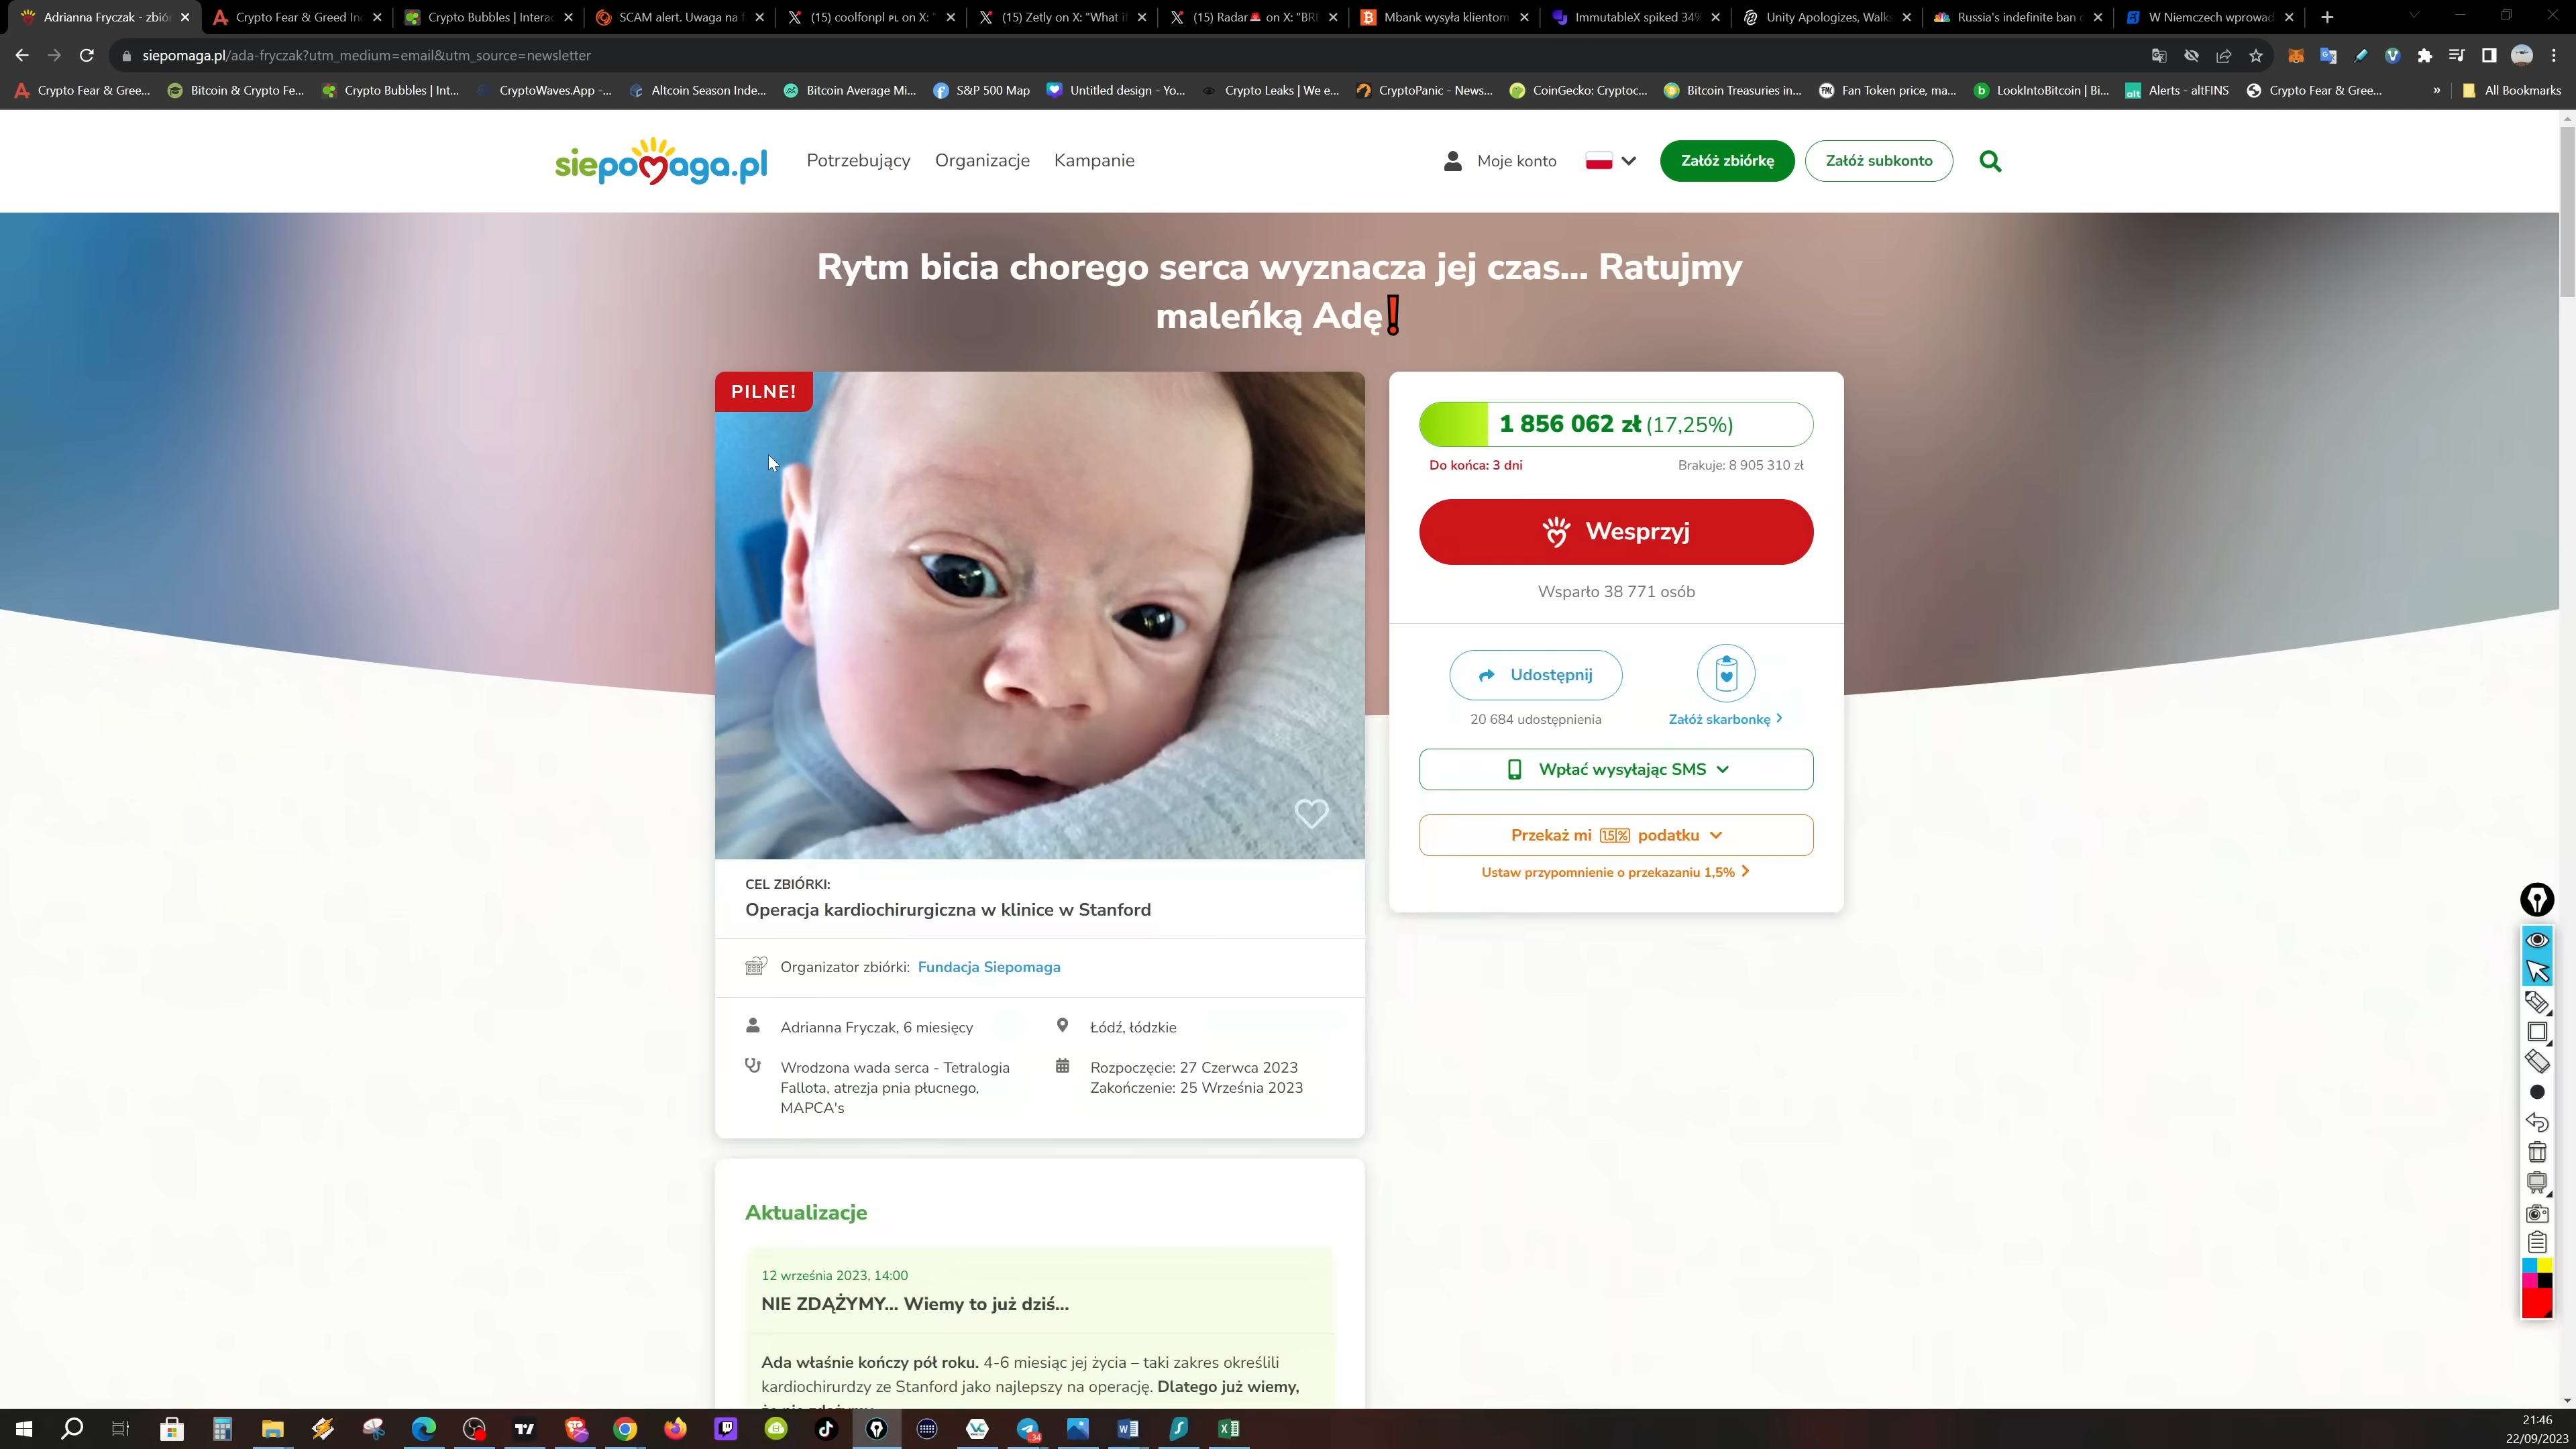 Adrianna Fryczak - zbió
Crypto Fear & Greed In
Crypto Bubbles | Interac
SCAM alert. Uwaga na f
(15) coolfonpl PL on X: "
(15) Zetly on X: "What i
(15) Radar🚨 on X: "BRE
Mbank wysyła klientom
ImmutableX spiked 34%
Unity Apologizes, Walks
Russia's indefinite ban o
W Niemczech wprowad
siepomaga.pl/ada-fryczak?utm_medium=email&utm_source=newsletter
Crypto Fear & Gree...
Bitcoin & Crypto Fe...
Crypto Bubbles | Int...
CryptoWaves.App -...
Altcoin Season Inde...
Bitcoin Average Mi...
S&P 500 Map
Untitled design - Yo...
Crypto Leaks | We e...
CryptoPanic - News...
CoinGecko: Cryptoc...
Bitcoin Treasuries in...
Fan Token price, ma...
LookIntoBitcoin | Bi...
Alerts - altFINS
Crypto Fear & Gree...
»
All Bookmarks
siepomaga.pl
Potrzebujący
Organizacje
Kampanie
Moje konto
Załóż zbiórkę
Załóż subkonto
Rytm bicia chorego serca wyznacza jej czas... Ratujmy
maleńką Adę❗
PILNE!
1 856 062 zł (17,25%)
Do końca: 3 dni
Brakuje: 8 905 310 zł
Wesprzyj
Wsparło 38 771 osób
Udostępnij
20 684 udostępnienia
Załóż skarbonkę
Wpłać wysyłając SMS
Przekaż mi 1,5% podatku
Ustaw przypomnienie o przekazaniu 1,5%
CEL ZBIÓRKI:
Operacja kardiochirurgiczna w klinice w Stanford
Organizator zbiórki: Fundacja Siepomaga
Adrianna Fryczak, 6 miesięcy
Łódź, łódzkie
Wrodzona wada serca - Tetralogia
Fallota, atrezja pnia płucnego,
MAPCA's
Rozpoczęcie: 27 Czerwca 2023
Zakończenie: 25 Września 2023
Aktualizacje
12 września 2023, 14:00
NIE ZDĄŻYMY... Wiemy to już dziś...
Ada właśnie kończy pół roku. 4-6 miesiąc jej życia – taki zakres określili
kardiochirurdzy ze Stanford jako najlepszy na operację. Dlatego już wiemy,
że nie zdążymy
21:46
22/09/2023